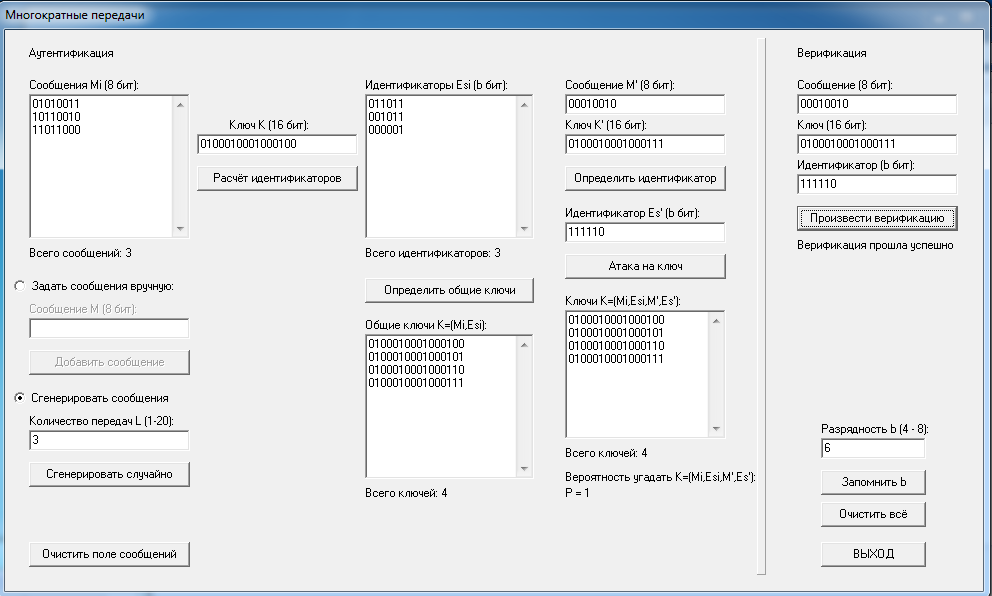 Многократные передачи
Аутентификация
Сообщения Mi (8 бит):
01010011
10110010
11011000
Всего сообщений: 3
Задать сообщения вручную:
Сообщение M (8 бит):
Добавить сообщение
Сгенерировать сообщения
Количество передач L (1-20):
3
Сгенерировать случайно
Очистить поле сообщений
Ключ K (16 бит):
0100010001000100
Расчёт идентификаторов
Идентификаторы Esi (b бит):
011011
001011
000001
Всего идентификаторов: 3
Определить общие ключи
Общие ключи K=(Mi,Esi):
0100010001000100
0100010001000101
0100010001000110
0100010001000111
Всего ключей: 4
Сообщение M' (8 бит):
00010010
Ключ K' (16 бит):
0100010001000111
Определить идентификатор
Идентификатор Es' (b бит):
111110
Атака на ключ
Ключи K=(Mi,Esi,M',Es'):
0100010001000100
0100010001000101
0100010001000110
0100010001000111
Всего ключей: 4
Вероятность угадать K=(Mi,Esi,M',Es'):
P = 1
Верификация
Сообщение (8 бит):
00010010
Ключ (16 бит):
0100010001000111
Идентификатор (b бит):
111110
Произвести верификацию
Верификация прошла успешно
Разрядность b (4 - 8):
6
Запомнить b
Очистить всё
ВЫХОД